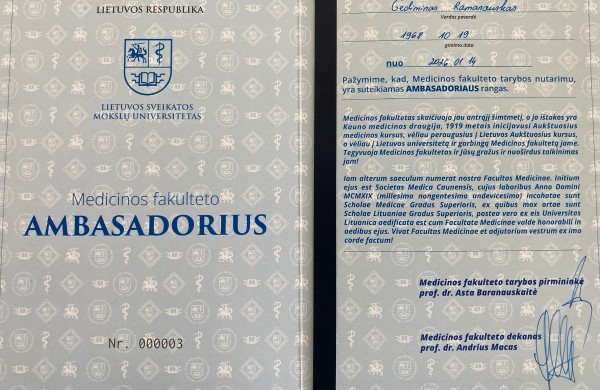 LIETUVOS RESPUBLIKA
LIETUVOS SVEIKATOS
MOKSLŲ UNIVERSITETAS
Medicinos fakulteto
AMBASADORIUS
Nr. 000003
Gediminas Ramanauskas
Vardas pavardė
1968 10 19
gimimo data
nuo 2026 01 14
Pažymime, kad, Medicinos fakulteto tarybos nutarimu,
yra suteikiamas AMBASADORIAUS rangas.
Medicinos fakultetas skaičiuoja jau antrąjį šimtmetį, o jo ištakos yra
Kauno medicinos draugija, 1919 metais inicijavusi Aukštuosius
medicinos kursus, vėliau peraugusius į Lietuvos Aukštuosius kursus,
o vėliau į Lietuvos universitetą ir garbingą Medicinos fakultetą jame.
Tegyvuoja Medicinos fakultetas ir Jūsų gražus ir nuoširdus talkinimas
jam!
Iam alterum saeculum numerat nostra Facultas Medicinae. Initium
ejus est Societas Medica Caunensis, cujus laboribus Anno Domini
MCMXIX (millesimo nongentesimo undevicesimo) incohatae sunt
Scholae Medicae Gradus Superioris, ex quibus mox ortae sunt
Scholae Lituaniae Gradus Superioris, postea vero ex eis Universitas
Lituanica aedificata est cum Facultate Medicinae valde honorabili in
aedibus ejus. Vivat Facultas Medicinae et adjutorium vestrum ex imo
corde factum!
Medicinos fakulteto tarybos pirmininkė
prof. dr. Asta Baranauskaitė
Medicinos fakulteto dekanas
prof. dr. Andrius Macas